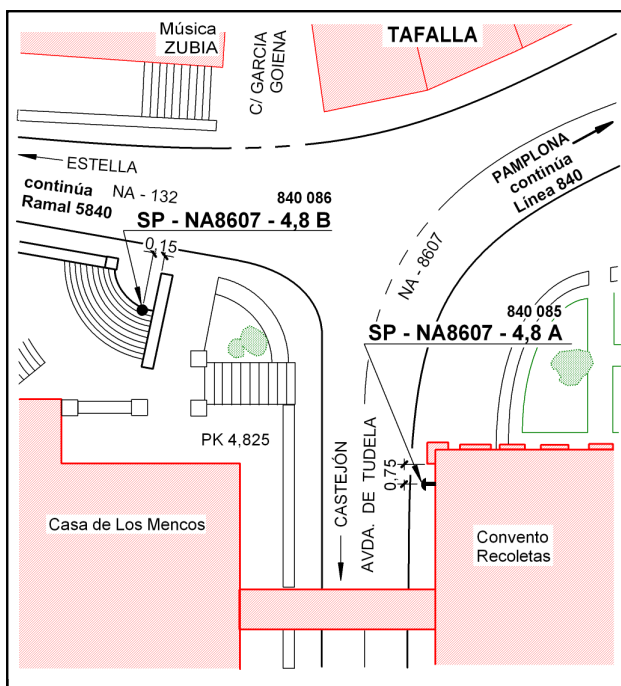 Música
ZUBIA
C/ GARCIA
GOIENA
TAFALLA
ESTELLA
continúa
Ramal 5840
NA - 132
840 086
SP - NA8607 - 4,8 B
0,15
PAMPLONA
continúa
Línea 840
NA - 8607
840 085
SP - NA8607 - 4,8 A
PK 4,825
0,75
CASTEJÓN
AVDA. DE TUDELA
Casa de Los Mencos
Convento
Recoletas